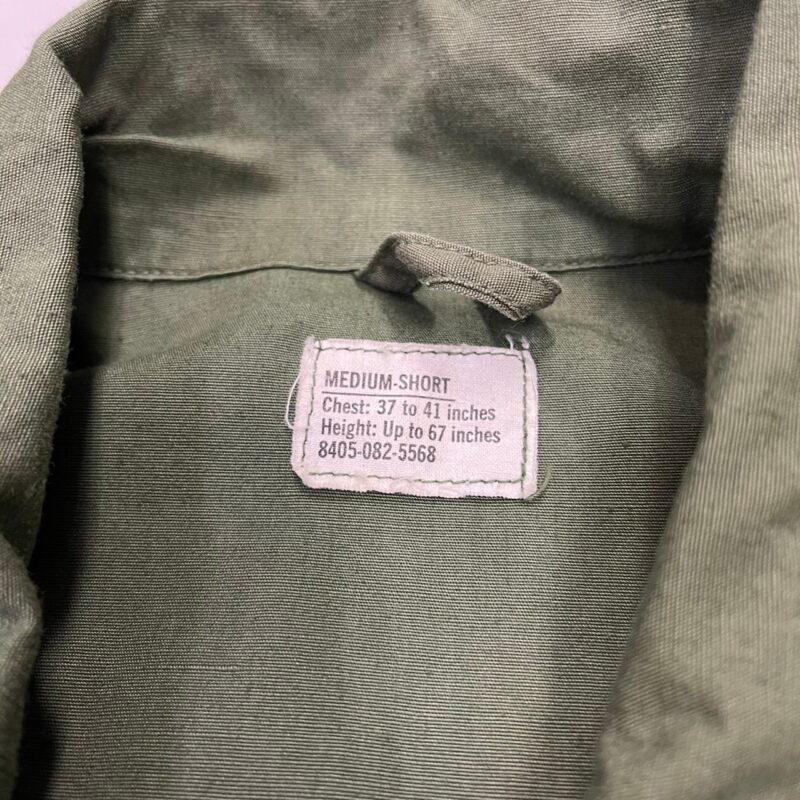 MEDIUM-SHORT
Chest: 37 to 41 inches
Height: Up to 67 inches
8405-082-5568